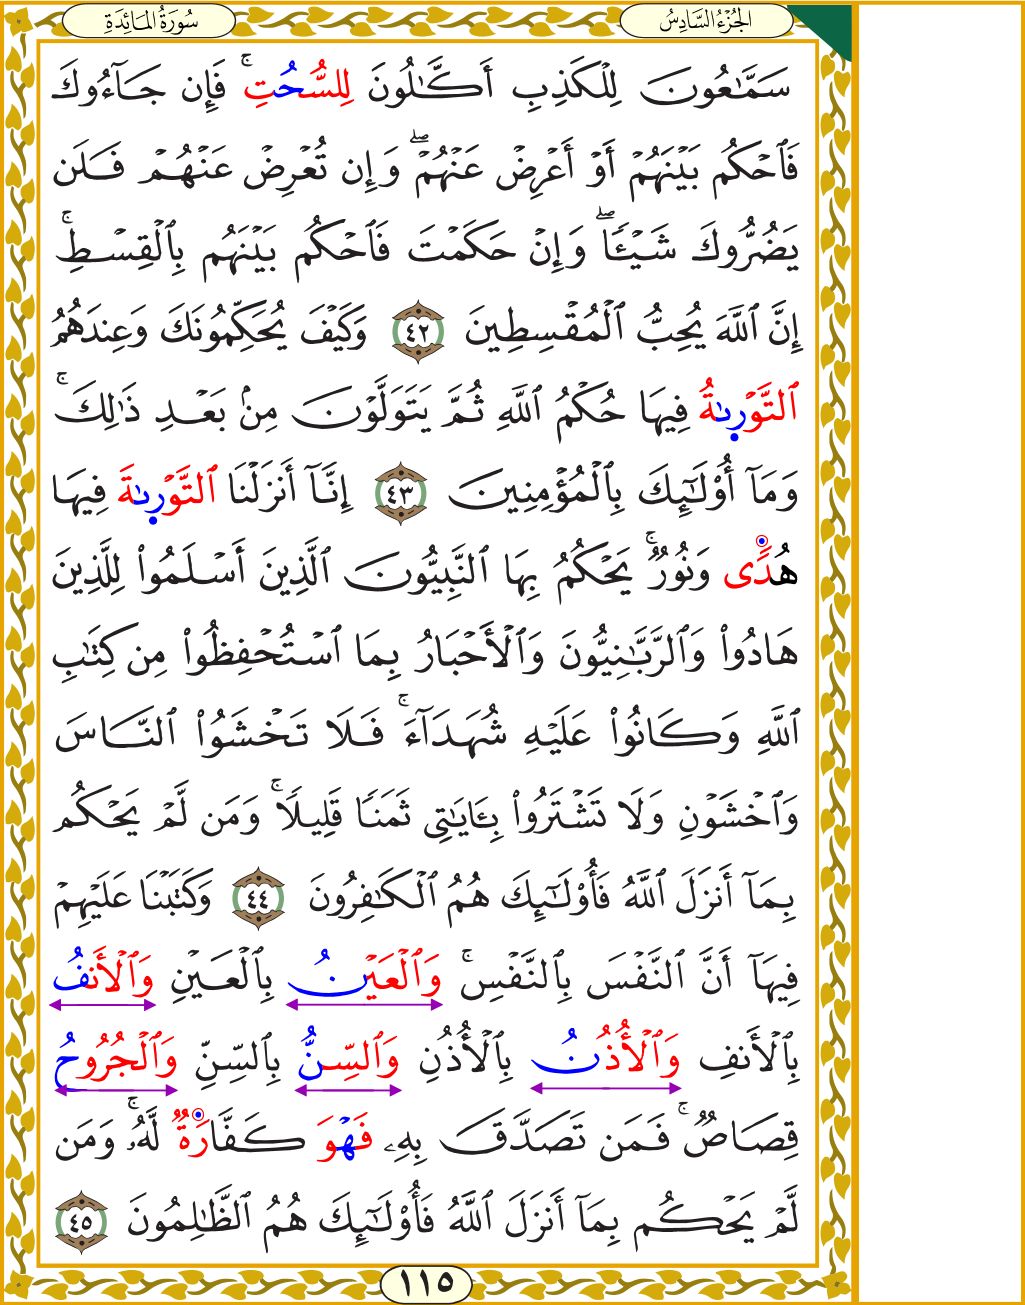 الجُزْءُ السَّادِسُ
سُورَةُ المَائِدَةِ
سَمَّٰعُونَ لِلۡكَذِبِ أَكَّٰلُونَ لِلسُّحُتِۚ فَإِن جَآءُوكَ
فَٱحۡكُم بَيۡنَهُمۡ أَوۡ أَعۡرِضۡ عَنۡهُمۡۖ وَإِن تُعۡرِضۡ عَنۡهُمۡ فَلَن
يَضُرُّوكَ شَيۡـٔٗاۖ وَإِنۡ حَكَمۡتَ فَٱحۡكُم بَيۡنَهُم بِٱلۡقِسۡطِۚ
إِنَّ ٱللَّهَ يُحِبُّ ٱلۡمُقۡسِطِينَ ٤٢ وَكَيۡفَ يُحَكِّمُونَكَ وَعِندَهُمُ
ٱلتَّوۡرٜىٰةُ فِيهَا حُكۡمُ ٱللَّهِ ثُمَّ يَتَوَلَّوۡنَ مِنۢ بَعۡدِ ذَٰلِكَۚ
وَمَآ أُوْلَٰٓئِكَ بِٱلۡمُؤۡمِنِينَ ٤٣ إِنَّآ أَنزَلۡنَا ٱلتَّوۡرٜىٰةَ فِيهَا
هُدٗى وَنُورٞۚ يَحۡكُمُ بِهَا ٱلنَّبِيُّونَ ٱلَّذِينَ أَسۡلَمُواْ لِلَّذِينَ
هَادُواْ وَٱلرَّبَّٰنِيُّونَ وَٱلۡأَحۡبَارُ بِمَا ٱسۡتُحۡفِظُواْ مِن كِتَٰبِ
ٱللَّهِ وَكَانُواْ عَلَيۡهِ شُهَدَآءَۚ فَلَا تَخۡشَوُاْ ٱلنَّاسَ
وَٱخۡشَوۡنِ وَلَا تَشۡتَرُواْ بِـَٔايَٰتِي ثَمَنٗا قَلِيلٗاۚ وَمَن لَّمۡ يَحۡكُم
بِمَآ أَنزَلَ ٱللَّهُ فَأُوْلَٰٓئِكَ هُمُ ٱلۡكَٰفِرُونَ ٤٤ وَكَتَبۡنَا عَلَيۡهِمۡ
فِيهَآ أَنَّ ٱلنَّفۡسَ بِٱلنَّفۡسِۚ وَٱلۡعَيۡنُ بِٱلۡعَيۡنِ وَٱلۡأَنفُ
بِٱلۡأَنفِ وَٱلۡأُذُنُ بِٱلۡأُذُنِ وَٱلسِّنُّ بِٱلسِّنِّ وَٱلۡجُرُوحُ
قِصَاصٞۚ فَمَن تَصَدَّقَ بِهِۦ فَهۡوَ كَفَّارَةٞ لَّهُۥۚ وَمَن
لَّمۡ يَحۡكُم بِمَآ أَنزَلَ ٱللَّهُ فَأُوْلَٰٓئِكَ هُمُ ٱلظَّٰلِمُونَ ٤٥
١١٥